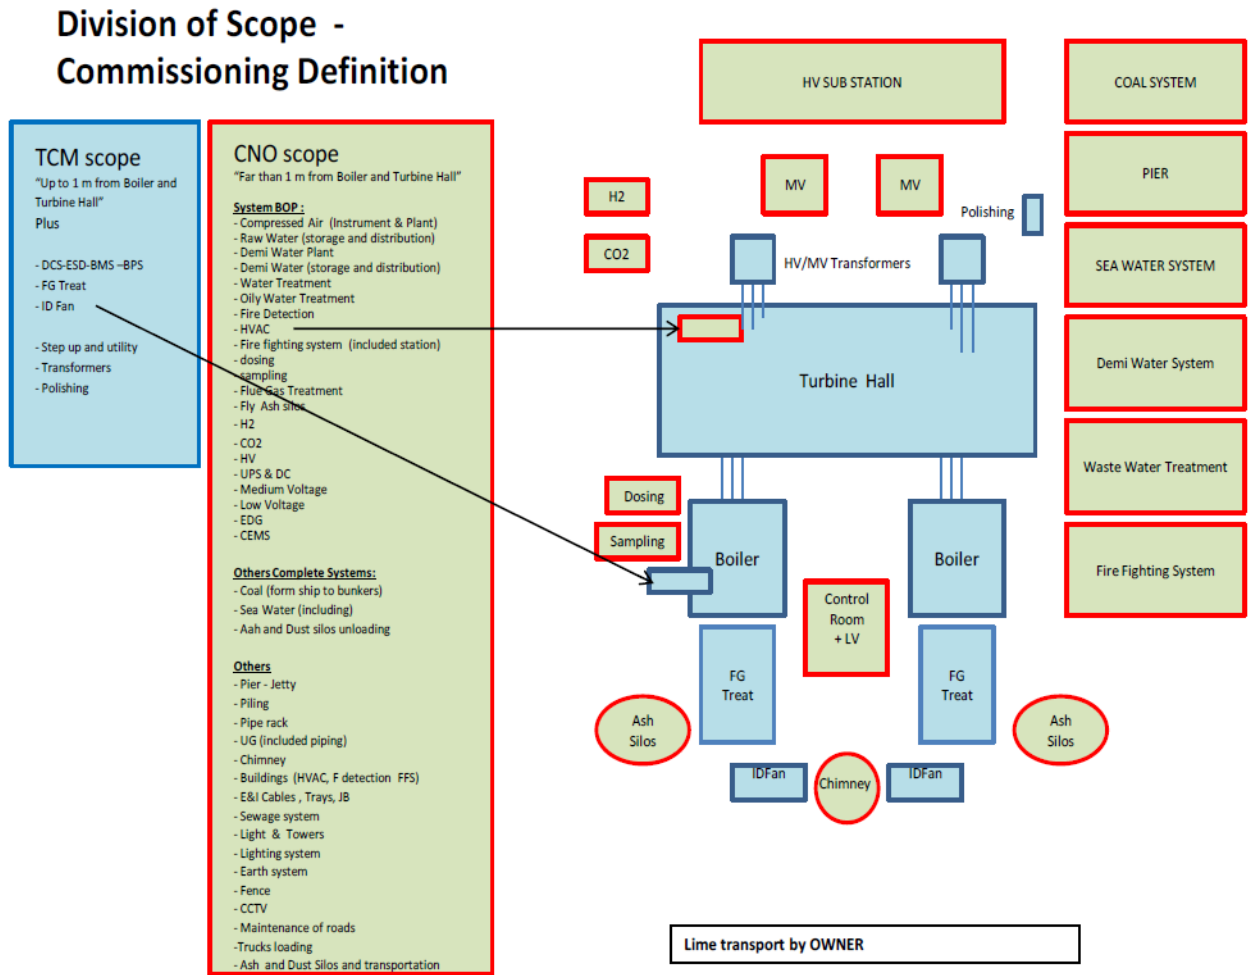 Division of Scope -
Commissioning Definition
TCM scope
"Up to 1 m from Boiler and
Turbine Hall"
Plus
- DCS-ESD-BMS –BPS
- FG Treat
- ID Fan
- Step up and utility
- Transformers
- Polishing
CNO scope
"Far than 1 m from Boiler and Turbine Hall"
System BOP :
- Compressed Air (Instrument & Plant)
- Raw Water (storage and distribution)
- Demi Water Plant
- Demi Water (storage and distribution)
- Water Treatment
- Oily Water Treatment
- Fire Detection
- HVAC
- Fire fighting system (included station)
- dosing
-sampling
- Flue Gas Treatment
- Fly Ash silos
- H2
- CO2
- HV
- UPS & DC
- Medium Voltage
- Low Voltage
- EDG
- CEMS
Others Complete Systems:
- Coal (form ship to bunkers)
- Sea Water (including)
- Aah and Dust silos unloading
Others
- Pier - Jetty
- Piling
- Pipe rack
- UG (included piping)
- Chimney
- Buildings (HVAC, F detection FFS)
- E&I Cables , Trays, JB
- Sewage system
- Light & Towers
- Lighting system
- Earth system
- Fence
- CCTV
- Maintenance of roads
-Trucks loading
- Ash and Dust Silos and transportation
HV SUB STATION
H2
CO2
MV
MV
Polishing
HV/MV Transformers
Turbine Hall
Dosing
Sampling
Boiler
Boiler
Control
Room
+ LV
FG
Treat
FG
Treat
Ash
Silos
Ash
Silos
IDFan
Chimney
IDFan
COAL SYSTEM
PIER
SEA WATER SYSTEM
Demi Water System
Waste Water Treatment
Fire Fighting System
Lime transport by OWNER